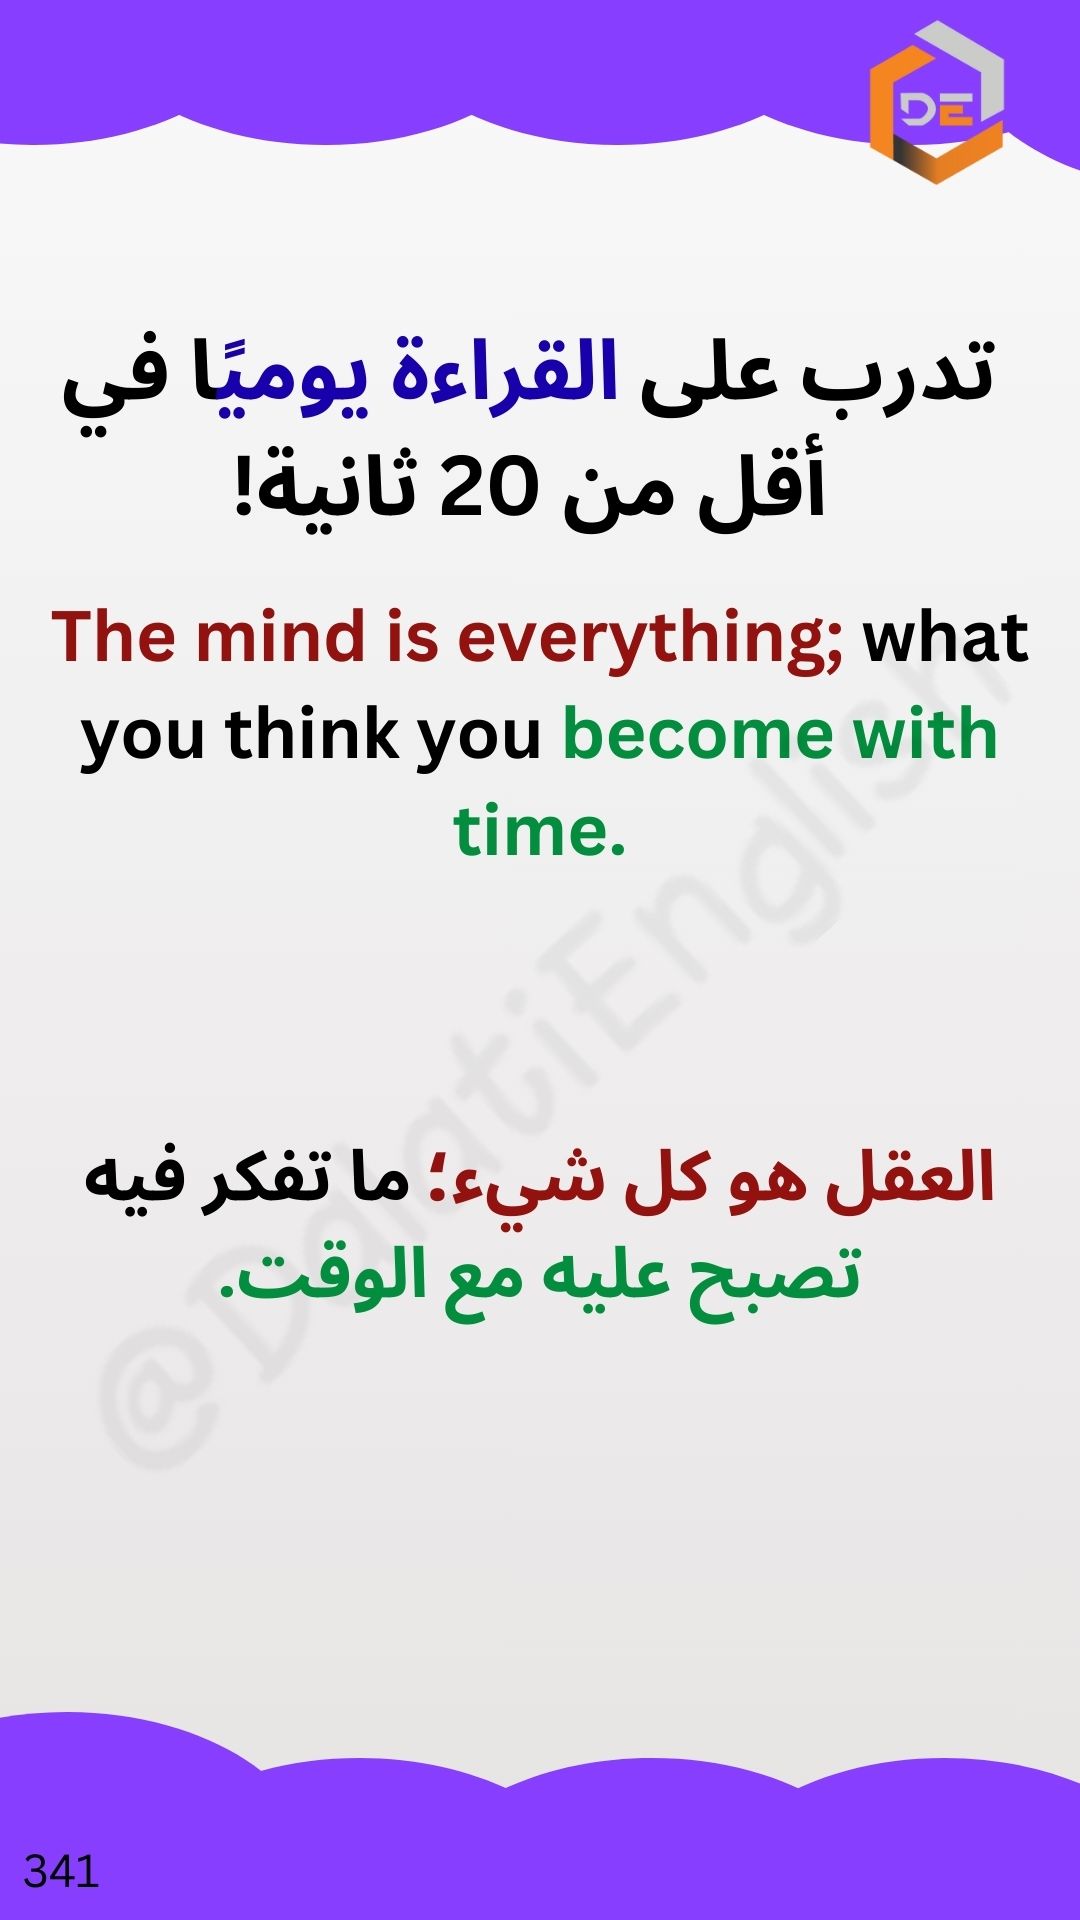 DE
تدرب على القراءة يوميًا في
أقل من 20 ثانية!
The mind is everything; what
you think you become with
time.
@DglatiEnglish
العقل هو كل شيء؛ ما تفكر فيه
تصبح عليه مع الوقت.
341